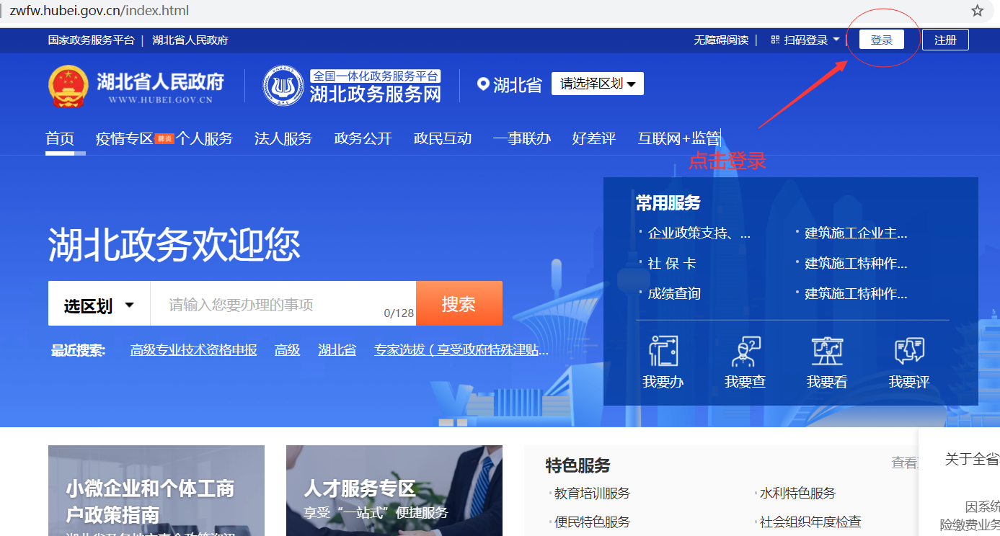 zwfw.hubei.gov.cn/index.html
国家政务服务平台 | 湖北省人民政府
无障碍阅读 | 扫码登录 | 登录 注册
湖北省人民政府
WWW.HUBEI.GOV.CN
全国一体化政务服务平台
湖北政务服务网
湖北省 请选择区划
首页 疫情专区 肺炎 个人服务 法人服务 政务公开 政民互动 一事联办 好差评 互联网+监管
点击登录
湖北政务欢迎您
选区划 请输入您要办理的事项 0/128 搜索
最近搜索: 高级专业技术资格申报 高级 湖北省 专家选拔(享受政府特殊津贴...
常用服务
企业政策支持、... 建筑施工企业主...
社 保 卡 建筑施工特种作...
成绩查询 建筑施工特种作...
我要办 我要查 我要看 我要评
小微企业和个体工商
户政策指南
人才服务专区
享受“一站式”便捷服务
特色服务 查看
教育培训服务 水利特色服务
便民特色服务 社会组织年度检查
关于全省
因系统
险缴费业务